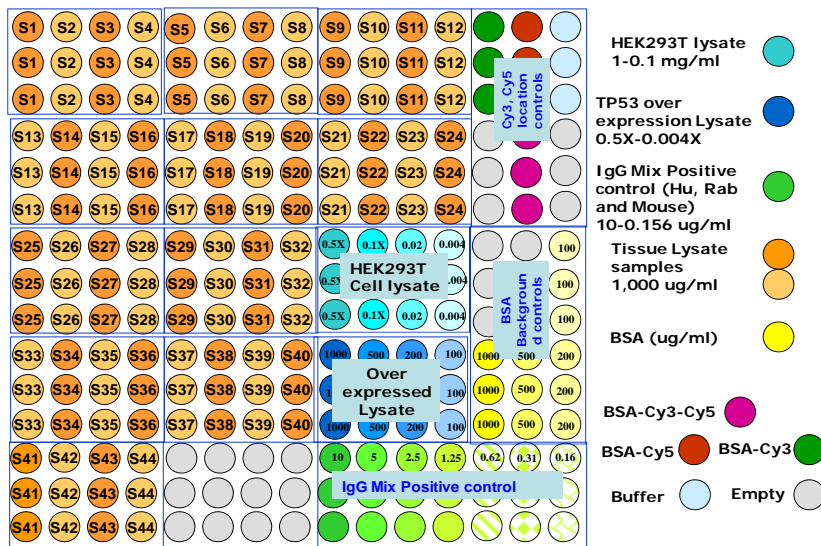 S1 S2 S3 S4 S5 S6 S7 S8 S9 S10 S11 S12
S1 S2 S3 S4 S5 S6 S7 S8 S9 S10 S11 S12
S1 S2 S3 S4 S5 S6 S7 S8 S9 S10 S11 S12
Cy3, Cy5
location
controls
S13 S14 S15 S16 S17 S18 S19 S20 S21 S22 S23 S24
S13 S14 S15 S16 S17 S18 S19 S20 S21 S22 S23 S24
S13 S14 S15 S16 S17 S18 S19 S20 S21 S22 S23 S24
S25 S26 S27 S28 S29 S30 S31 S32 0.5X 0.1X 0.02 0.004 100
S25 S26 S27 S28 S29 S30 S31 S32 0.5X .004 100
HEK293T
Cell lysate
S25 S26 S27 S28 S29 S30 S31 S32 0.5X 0.1X 0.02 0.004 100
BSA
Backgroun
d controls
S33 S34 S35 S36 S37 S38 S39 S40 1000 500 200 100 1000 500 200
S33 S34 S35 S36 S37 S38 S39 S40 100 1000 500 200
Over
expressed
Lysate
S33 S34 S35 S36 S37 S38 S39 S40 1000 500 200 100 1000 500 200
S41 S42 S43 S44 10 5 2.5 1.25 0.62 0.31 0.16
S41 S42 S43 S44
IgG Mix Positive control
S41 S42 S43 S44
HEK293T lysate
1-0.1 mg/ml
TP53 over
expression Lysate
0.5X-0.004X
IgG Mix Positive
control (Hu, Rab
and Mouse)
10-0.156 ug/ml
Tissue Lysate
samples
1,000 ug/ml
BSA (ug/ml)
BSA-Cy3-Cy5
BSA-Cy5 BSA-Cy3
Buffer Empty